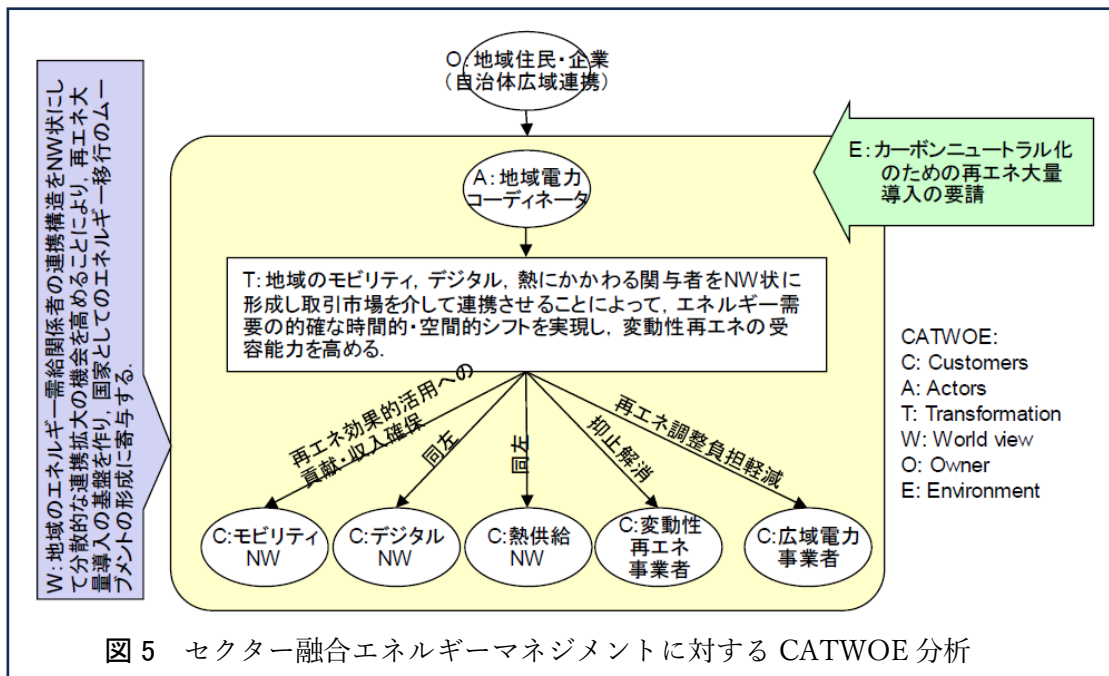 O:地域住民・企業
(自治体広域連携)
W:地域のエネルギー需給関係者の連携構造をNW状にし
て分散的な連携拡大の機会を高めることにより,再エネ大
量導入の基盤を作り,国家としてのエネルギー移行のムー
ブメントの形成に寄与する.
E:カーボンニュートラル化
のための再エネ大量
導入の要請
A:地域電力
コーディネータ
T:地域のモビリティ,デジタル,熱にかかわる関与者をNW状に
形成し取引市場を介して連携させることによって,エネルギー需
要の的確な時間的・空間的シフトを実現し,変動性再エネの受
容能力を高める.
再エネ効果的活用への
貢献・収入確保
同左
同左
抑止解消
再エネ調整負担軽減
C:モビリティ
NW
C:デジタル
NW
C:熱供給
NW
C:変動性
再エネ
事業者
C:広域電力
事業者
CATWOE:
C: Customers
A: Actors
T: Transformation
W: World view
O: Owner
E: Environment
図5 セクター融合エネルギーマネジメントに対する CATWOE 分析